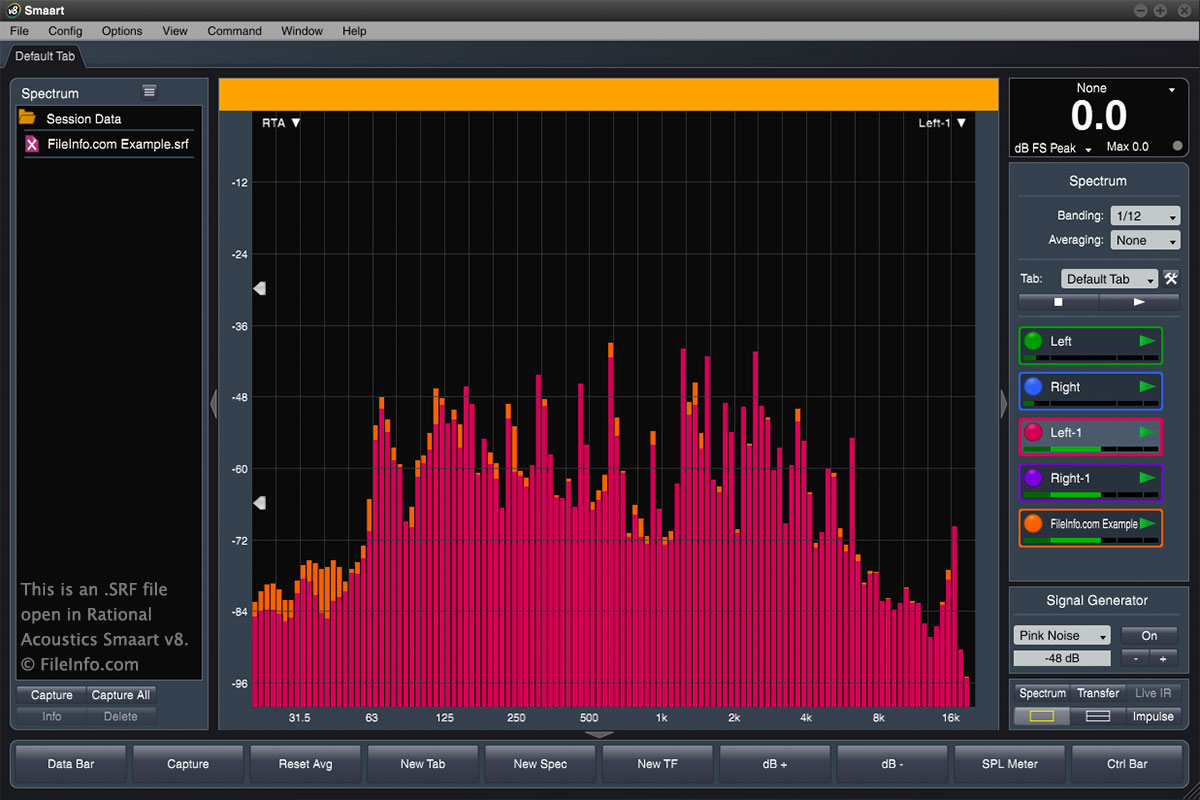 v8 Smaart
File Config Options View Command Window Help
Default Tab
Spectrum
Session Data
FileInfo.com Example.srf
This is an .SRF file
open in Rational
Acoustics Smaart v8.
© FileInfo.com
Capture Capture All
Info Delete
RTA ▼ Left-1 ▼
-12
-24
-36
-48
-60
-72
-84
-96
31.5 63 125 250 500 1k 2k 4k 8k 16k
None
0.0
dB FS Peak Max 0.0
Spectrum
Banding: 1/12
Averaging: None
Tab: Default Tab
Left
Right
Left-1
Right-1
FileInfo.com Example
Signal Generator
Pink Noise On
-48 dB - +
Spectrum Transfer Live IR
Impulse
Data Bar Capture Reset Avg New Tab New Spec New TF dB + dB - SPL Meter Ctrl Bar